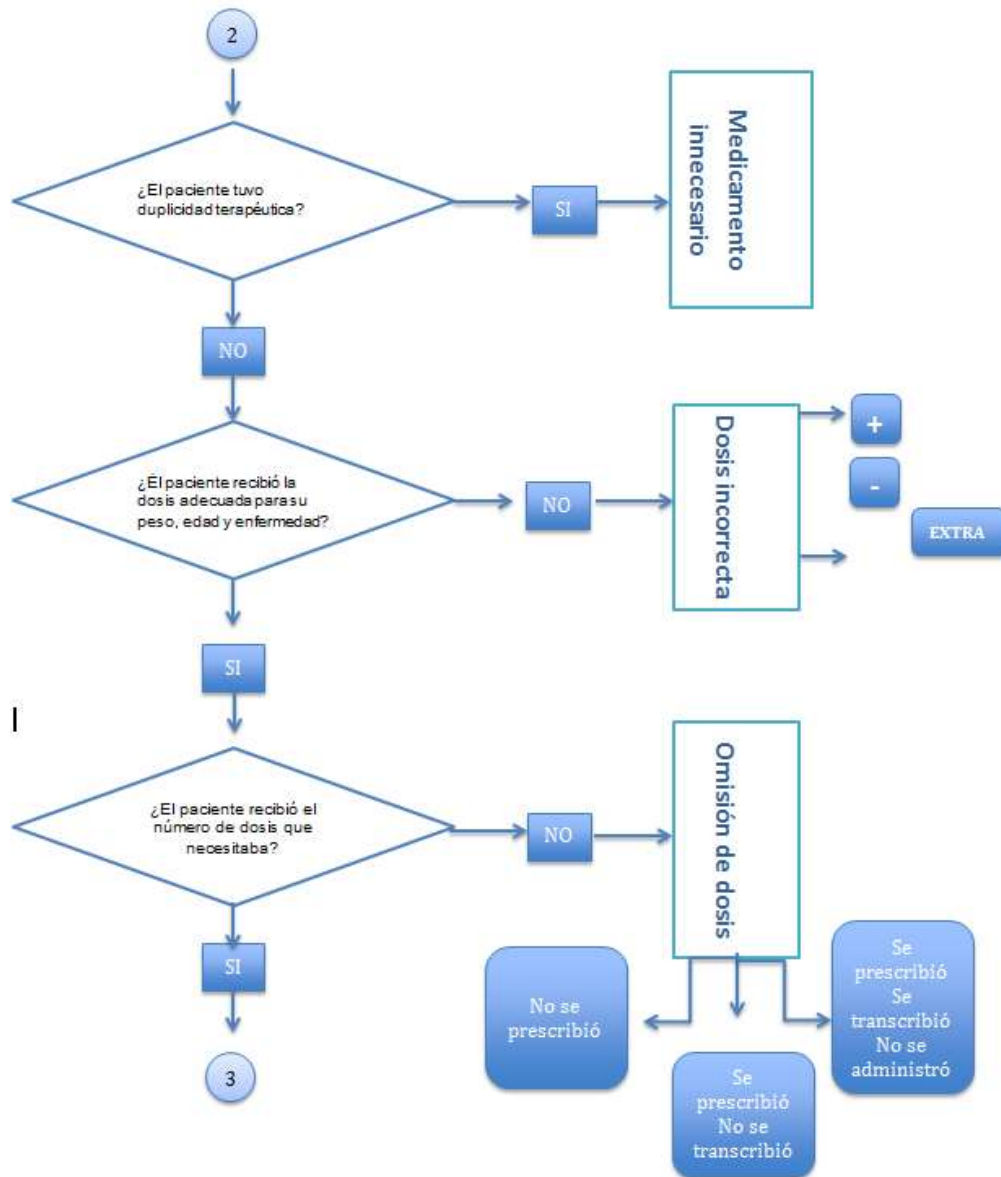 2
¿El paciente tuvo
duplicidad terapéutica?
SI
Medicamento
innecesario
NO
¿Él paciente recibió la
dosis adecuada para su
peso, edad y enfermedad?
NO
Dosis incorrecta
+
-
EXTRA
SI
¿El paciente recibió el
número de dosis que
necesitaba?
NO
Omisión de dosis
SI
No se
prescribió
Se
prescribió
No se
transcribió
Se
prescribió
Se
transcribió
No se
administró
3